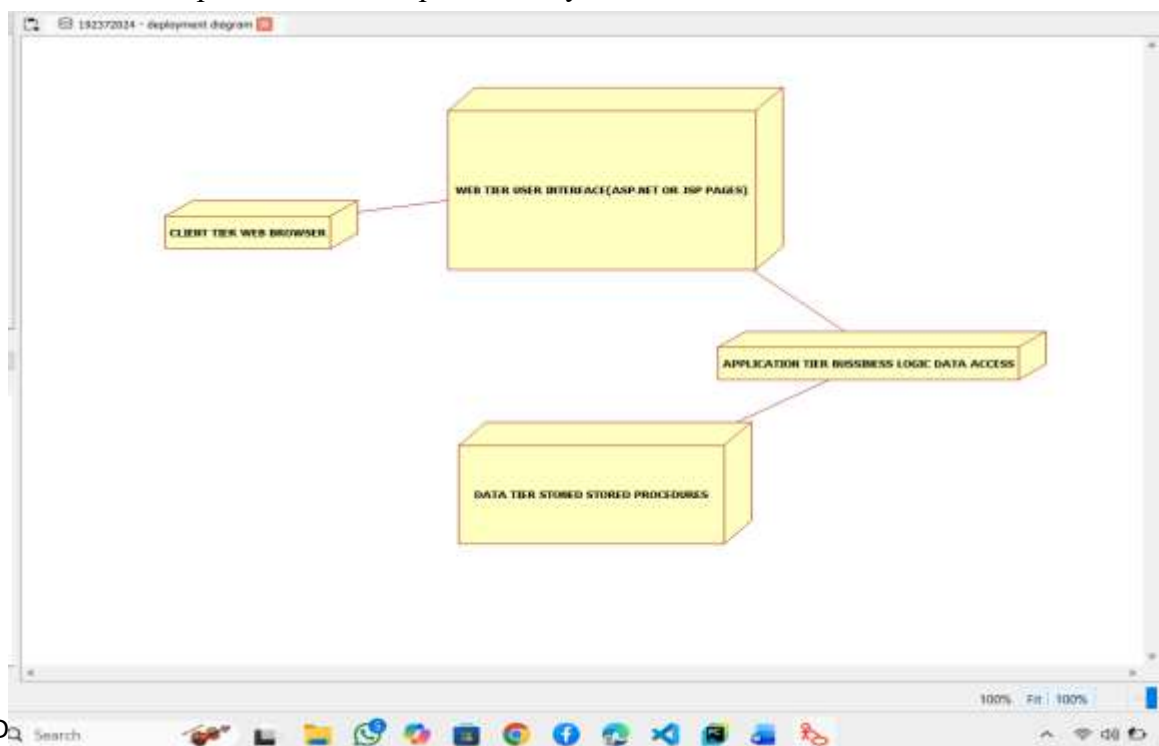 192372024 - deployment diagram
WEB TIER USER INTERFACE(ASP.NET OR JSP PAGES)
CLIENT TIER WEB BROWSER
APPLICATION TIER BUSSINESS LOGIC DATA ACCESS
DATA TIER STORED STORED PROCEDURES
100% Fit 100%
Search